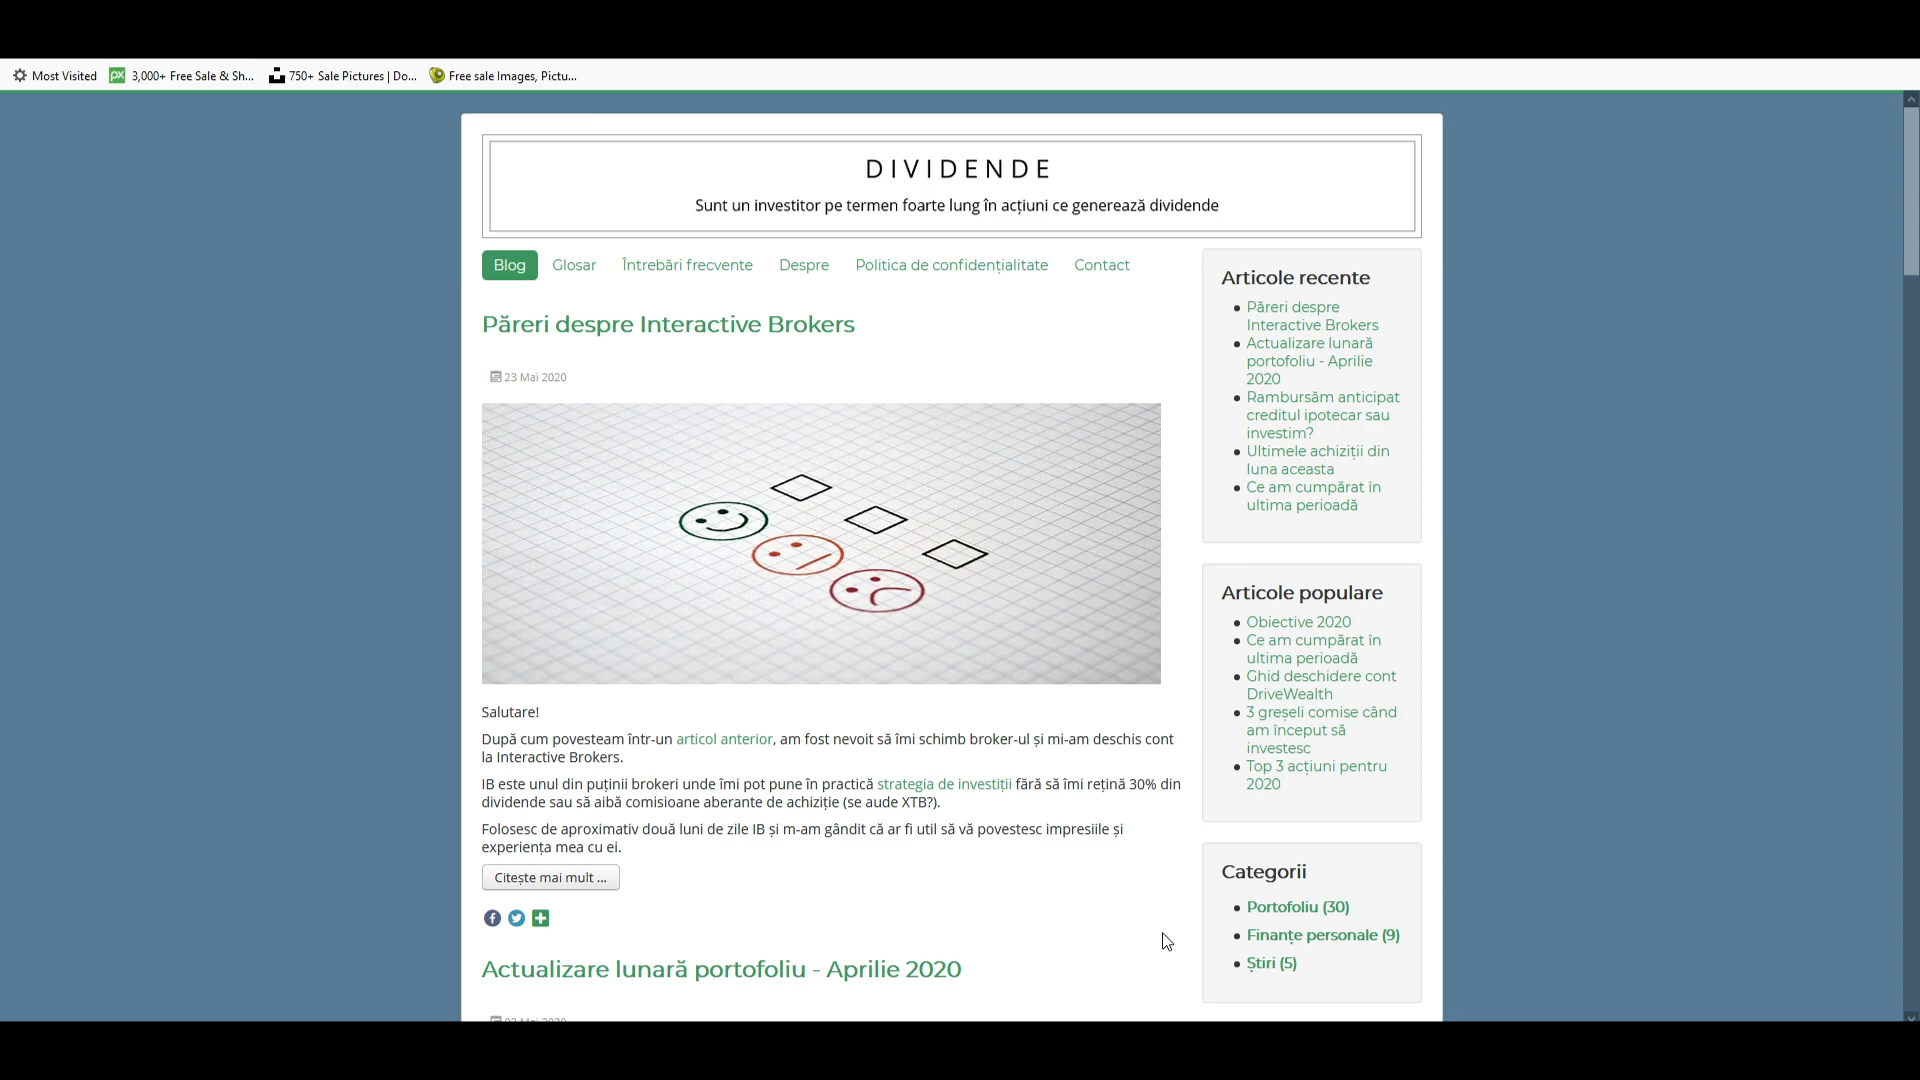 Most Visited
3,000+ Free Sale & Sh...
750+ Sale Pictures | Do...
Free sale Images, Pictu...
DIVIDENDE
Sunt un investitor pe termen foarte lung în acțiuni ce generează dividende
Blog
Glosar
Întrebări frecvente
Despre
Politica de confidențialitate
Contact
Păreri despre Interactive Brokers
23 Mai 2020
Salutare!
După cum povesteam într-un articol anterior, am fost nevoit să îmi schimb broker-ul și mi-am deschis cont
la Interactive Brokers.
IB este unul din puținii brokeri unde îmi pot pune în practică strategia de investiții fără să îmi rețină 30% din
dividende sau să aibă comisioane aberante de achiziție (se aude XTB?).
Folosesc de aproximativ două luni de zile IB și m-am gândit că ar fi util să vă povestesc impresiile și
experiența mea cu ei.
Citește mai mult ...
Actualizare lunară portofoliu - Aprilie 2020
Articole recente
Păreri despre
Interactive Brokers
Actualizare lunară
portofoliu - Aprilie
2020
Rambursăm anticipat
creditul ipotecar sau
investim?
Ultimele achiziții din
luna aceasta
Ce am cumpărat în
ultima perioadă
Articole populare
Obiective 2020
Ce am cumpărat în
ultima perioadă
Ghid deschidere cont
DriveWealth
3 greșeli comise când
am început să
investesc
Top 3 acțiuni pentru
2020
Categorii
Portofoliu (30)
Finanțe personale (9)
Știri (5)